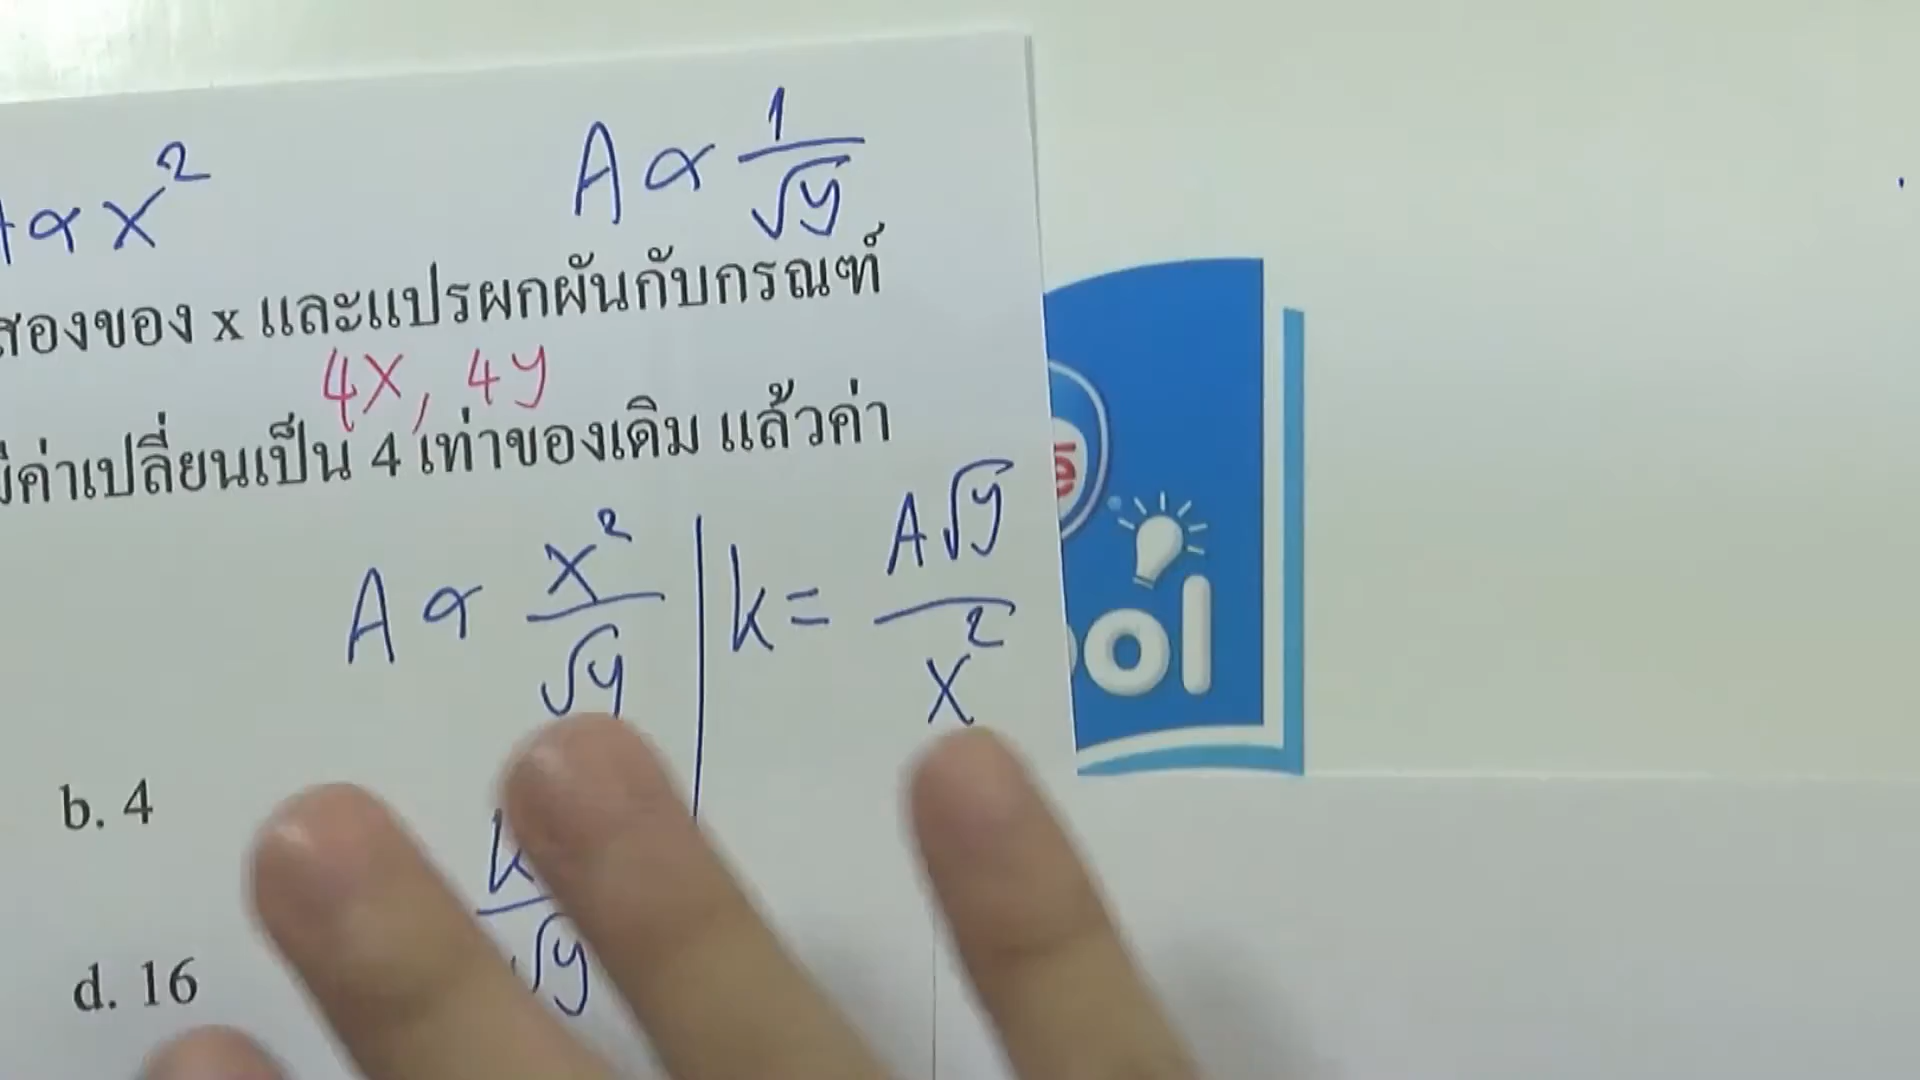 ∝ x²
A ∝ 1/√y
สองของ x และแปรผกผันกับกรณฑ์
4x, 4y
ค่าเปลี่ยนเป็น 4 เท่าของเดิม แล้วค่า
A ∝ x²/√y
k = A√y/x²
b. 4
k
√y
d. 16
ol